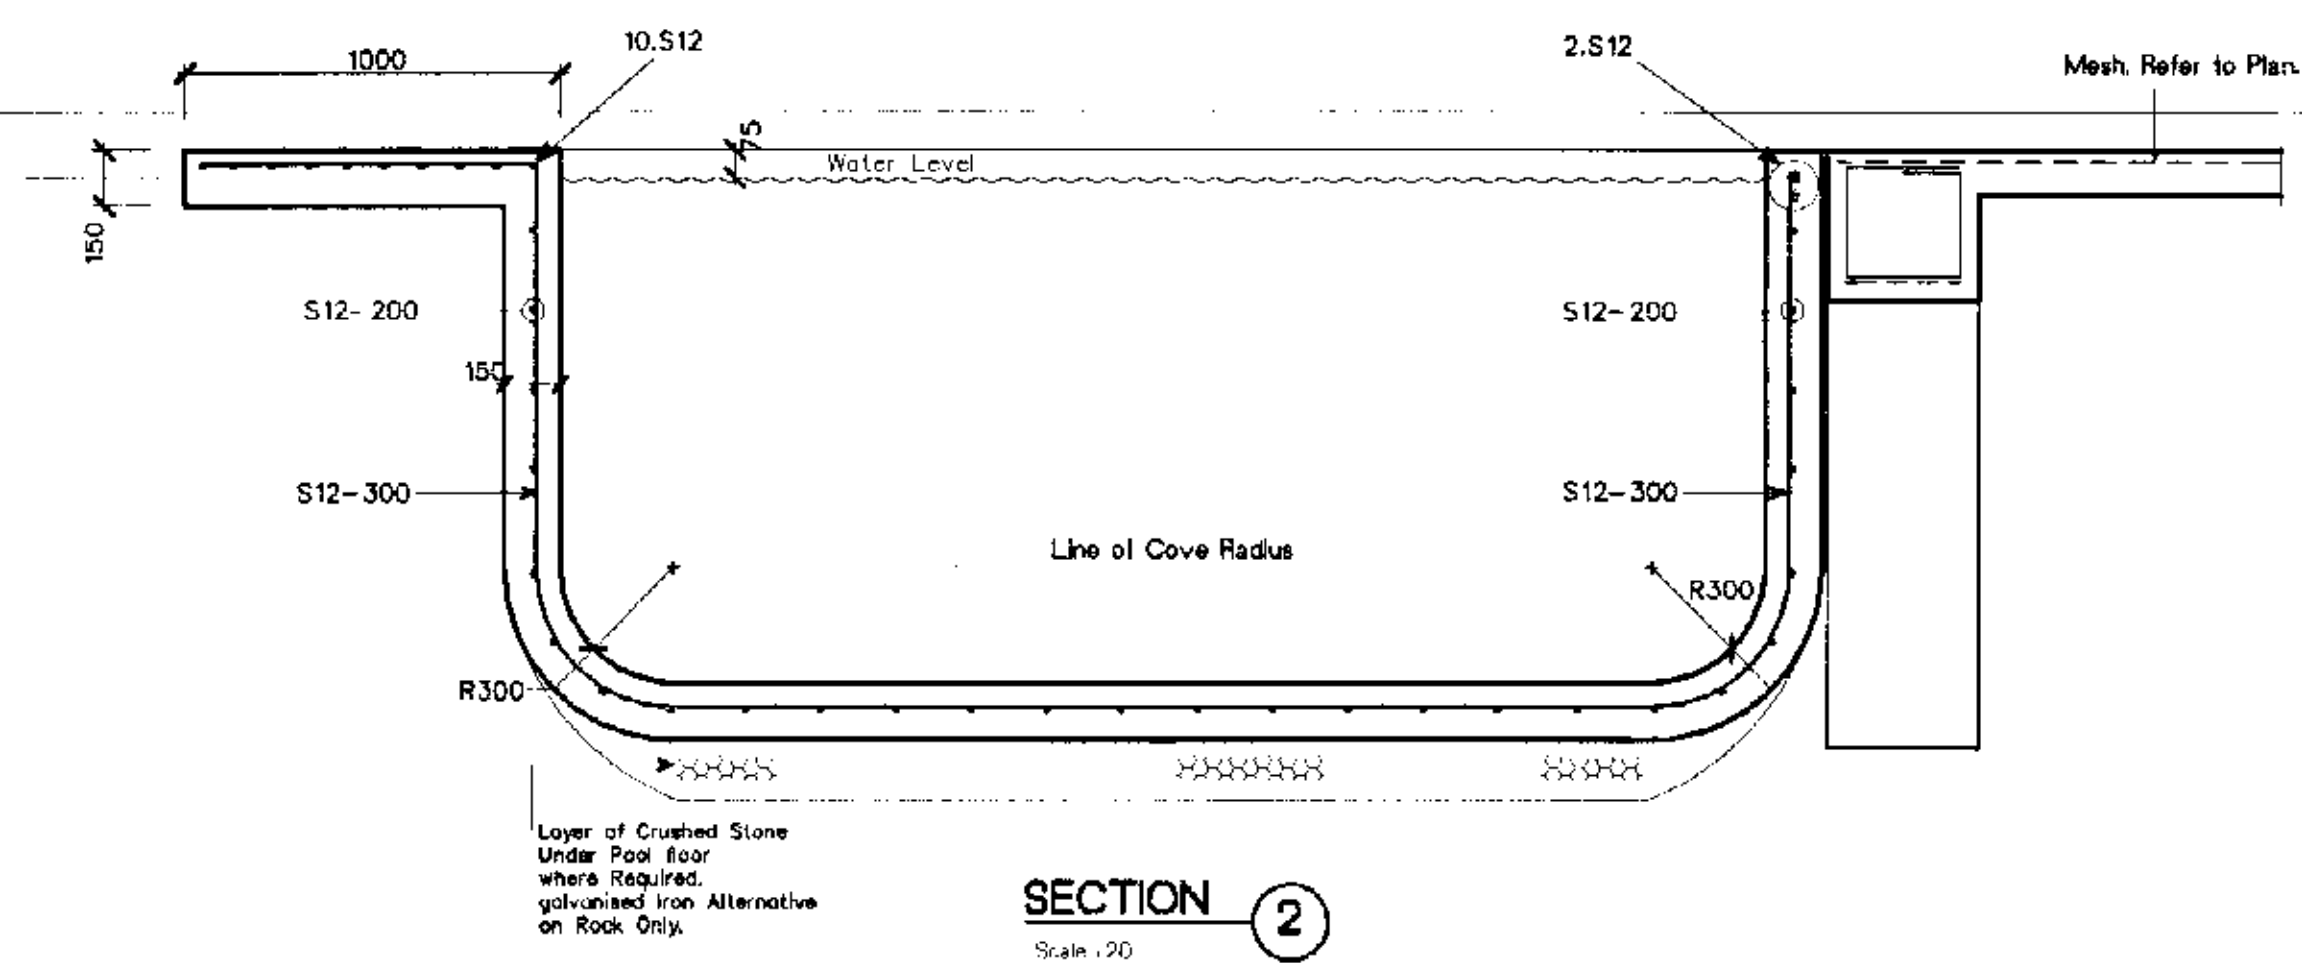 10.S12
2.S12
1000
Mesh. Refer to Plan.
75
Water Level
150
S12-200
S12-200
150
S12-300
S12-300
Line of Cove Radius
R300
R300
Layer of Crushed Stone
Under Pool floor
where Required.
galvanised iron Alternative
on Rock Only.
SECTION
2
Scale 1:20